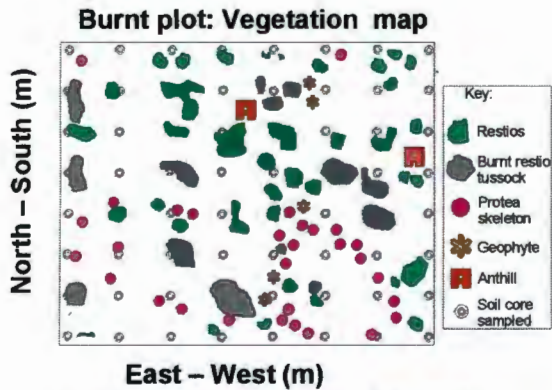 Burnt plot: Vegetation map
North – South (m)
Key:
Restios
Burnt restio
tussock
Protea
skeleton
Geophyte
Anthill
Soil core
sampled
East – West (m)